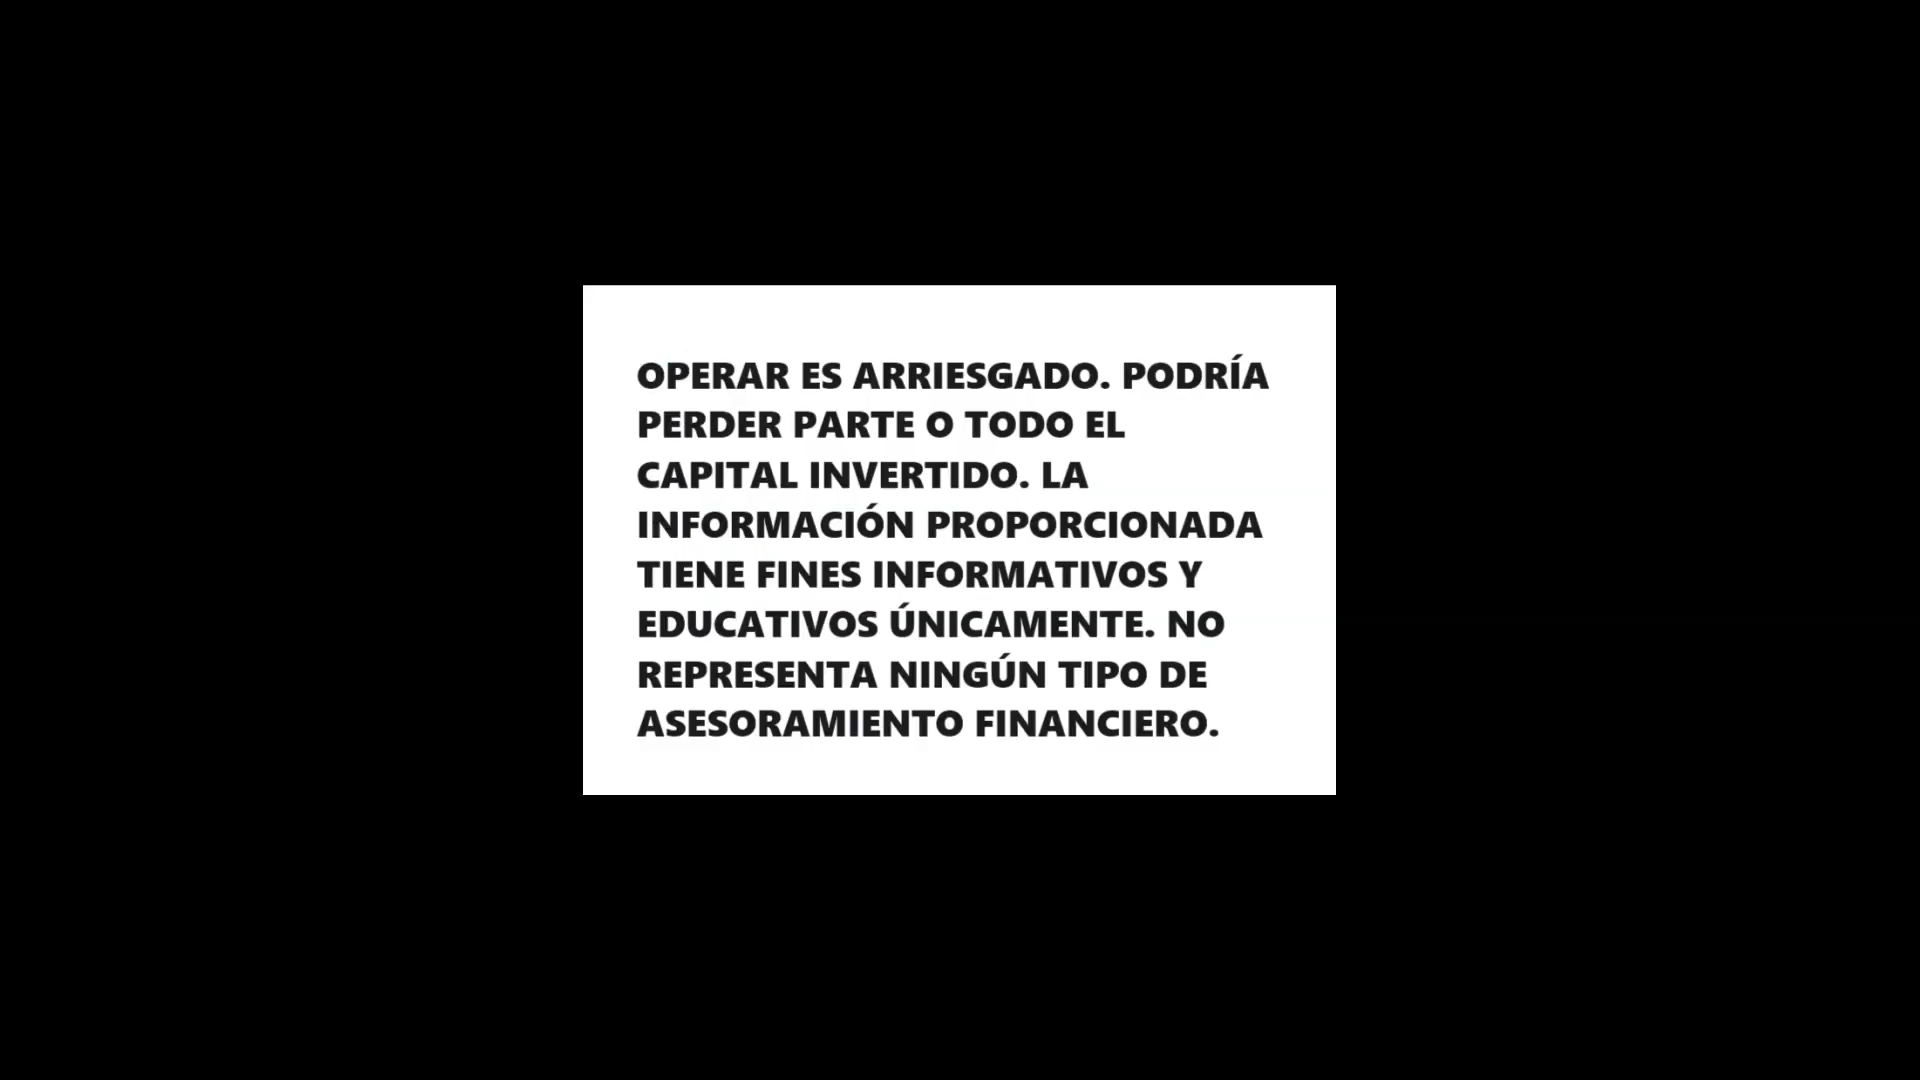 OPERAR ES ARRIESGADO. PODRÍA
PERDER PARTE O TODO EL
CAPITAL INVERTIDO. LA
INFORMACIÓN PROPORCIONADA
TIENE FINES INFORMATIVOS Y
EDUCATIVOS ÚNICAMENTE. NO
REPRESENTA NINGÚN TIPO DE
ASESORAMIENTO FINANCIERO.